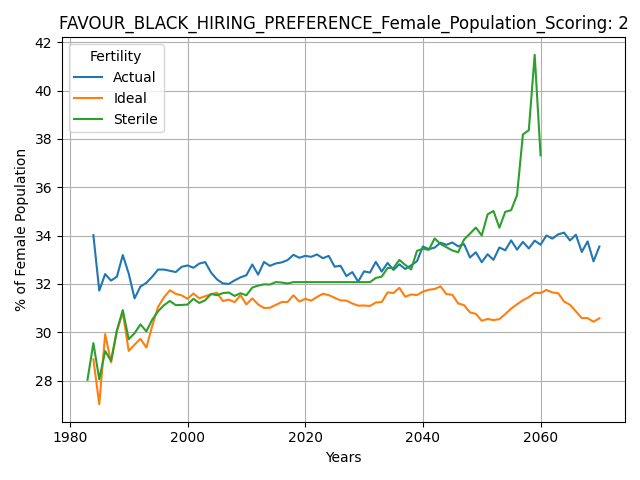 FAVOUR_BLACK_HIRING_PREFERENCE_Female_Population_Scoring: 2
Fertility
Actual
Ideal
Sterile
% of Female Population
42
40
38
36
34
32
30
28
1980
2000
2020
2040
2060
Years